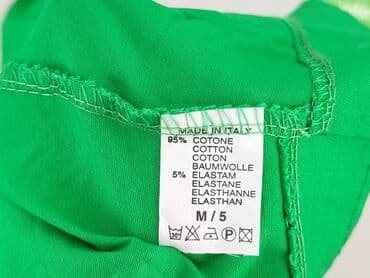 MADE IN ITALY
95% COTONE
COTTON
COTON
BAUMWOLLE
5% ELASTAM
ELASTANE
ELASTHANNE
ELASTHAN
M / 5